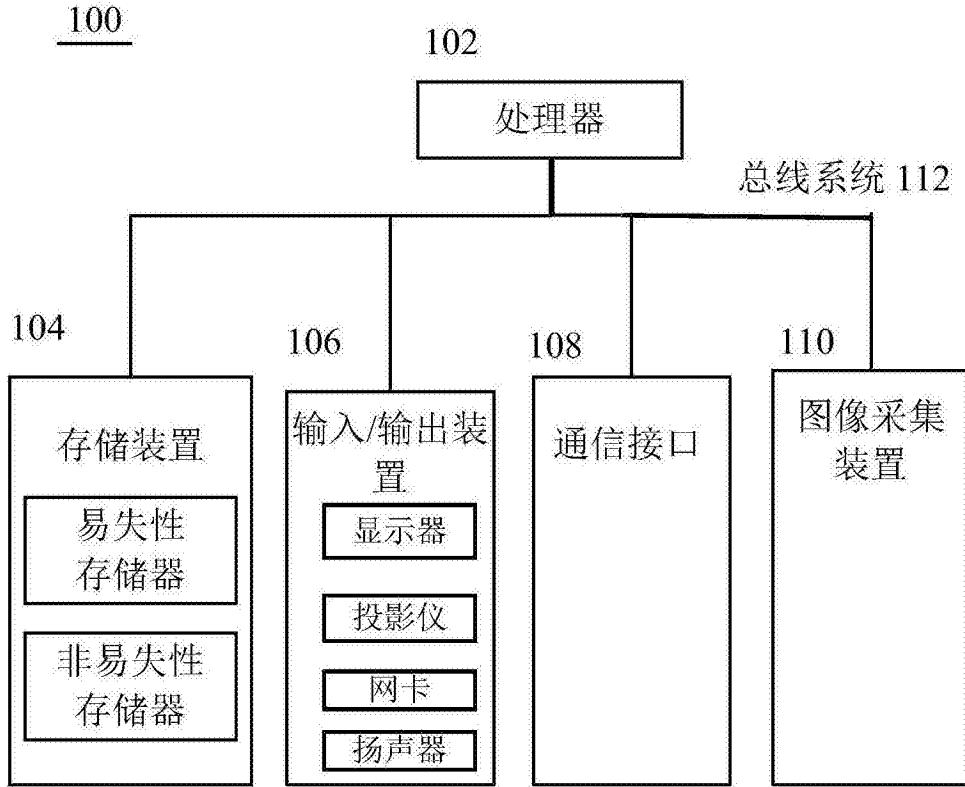 100
102
处理器
总线系统 112
104
存储装置
易失性
存储器
非易失性
存储器
106
输入/输出装
置
显示器
投影仪
网卡
扬声器
108
通信接口
110
图像采集
装置